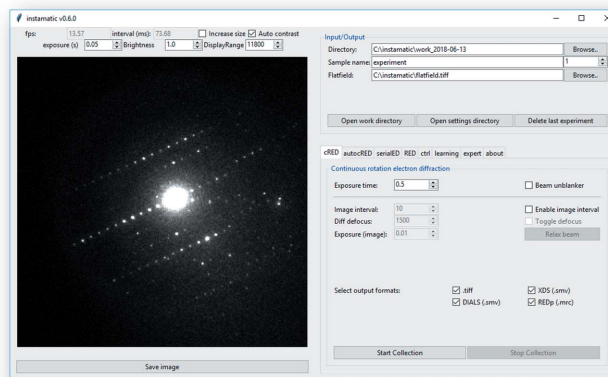 instamatic v0.6.0
fps: 13.57 interval (ms): 73.68 Increase size Auto contrast
exposure (s) 0.05 Brightness 1.0 DisplayRange 11800
Save image
Input/Output
Directory: C:\instamatic\work_2018-06-13 Browse..
Sample name: experiment 1
Flatfield: C:\instamatic\flatfield.tiff Browse..
Open work directory Open settings directory Delete last experiment
cRED autocRED serialED RED ctrl learning expert about
Continuous rotation electron diffraction
Exposure time: 0.5 Beam unblanker
Image interval: 10 Enable image interval
Diff defocus: 1500 Toggle defocus
Exposure (image): 0.01 Relax beam
Select output formats: .tiff XDS (.smv)
DIALS (.smv) REDp (.mrc)
Start Collection Stop Collection